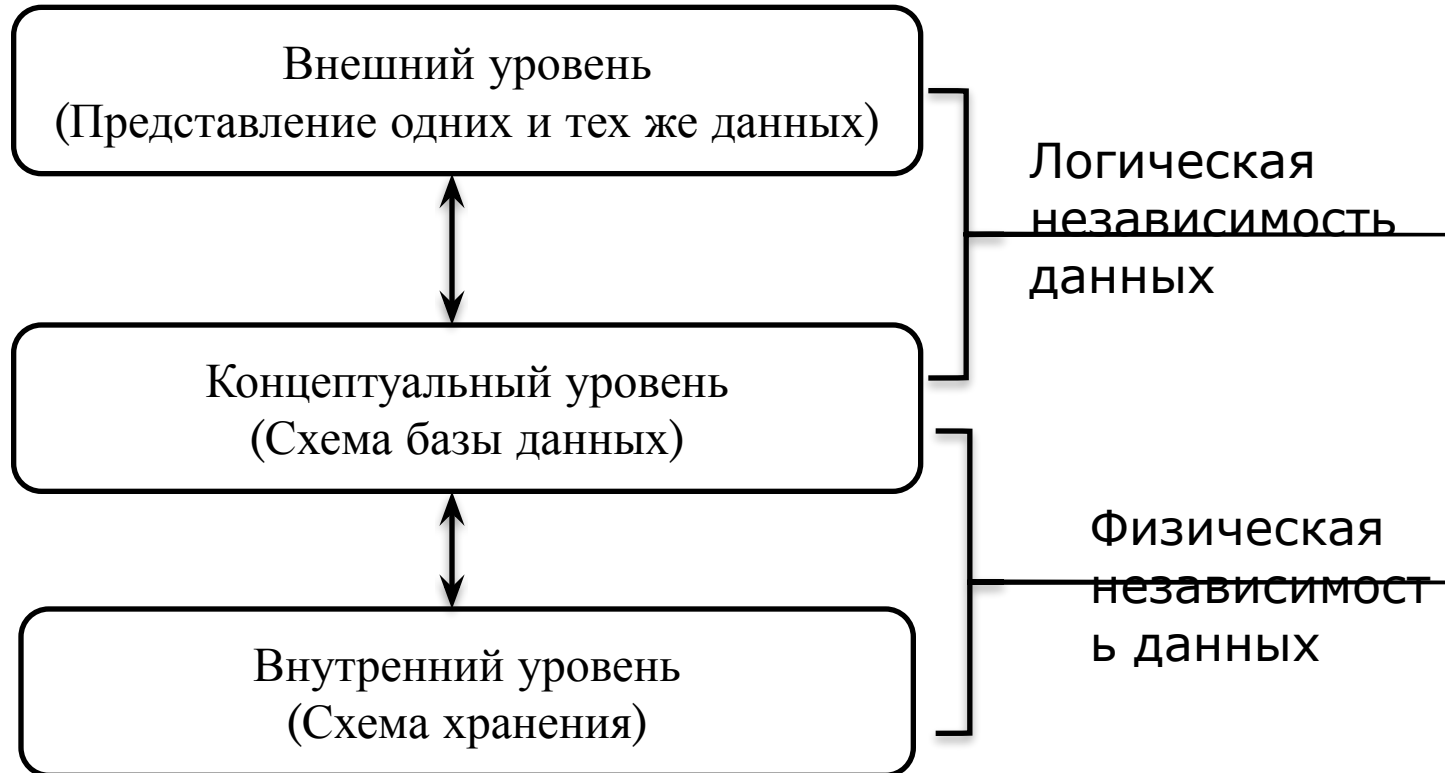 Внешний уровень
(Представление одних и тех же данных)
Логическая
независимость
данных
Концептуальный уровень
(Схема базы данных)
Физическая
независимост
ь данных
Внутренний уровень
(Схема хранения)